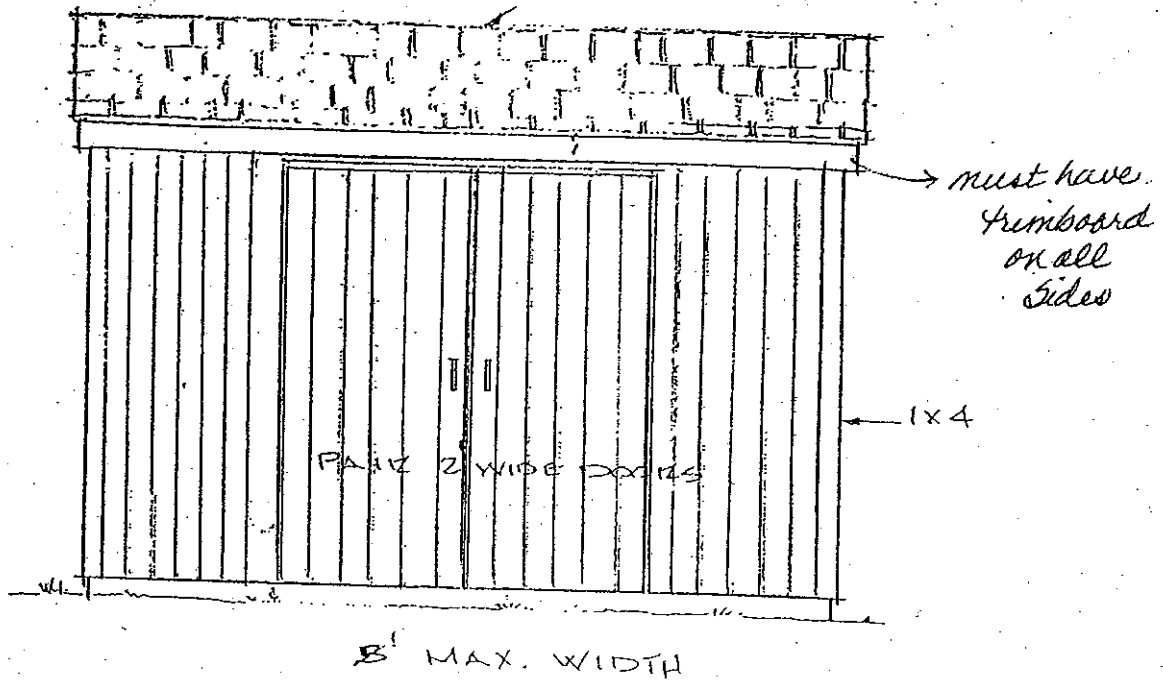 must have
trimboard
on all
sides
1x4
PAIR 2' WIDE DOORS
8' MAX. WIDTH